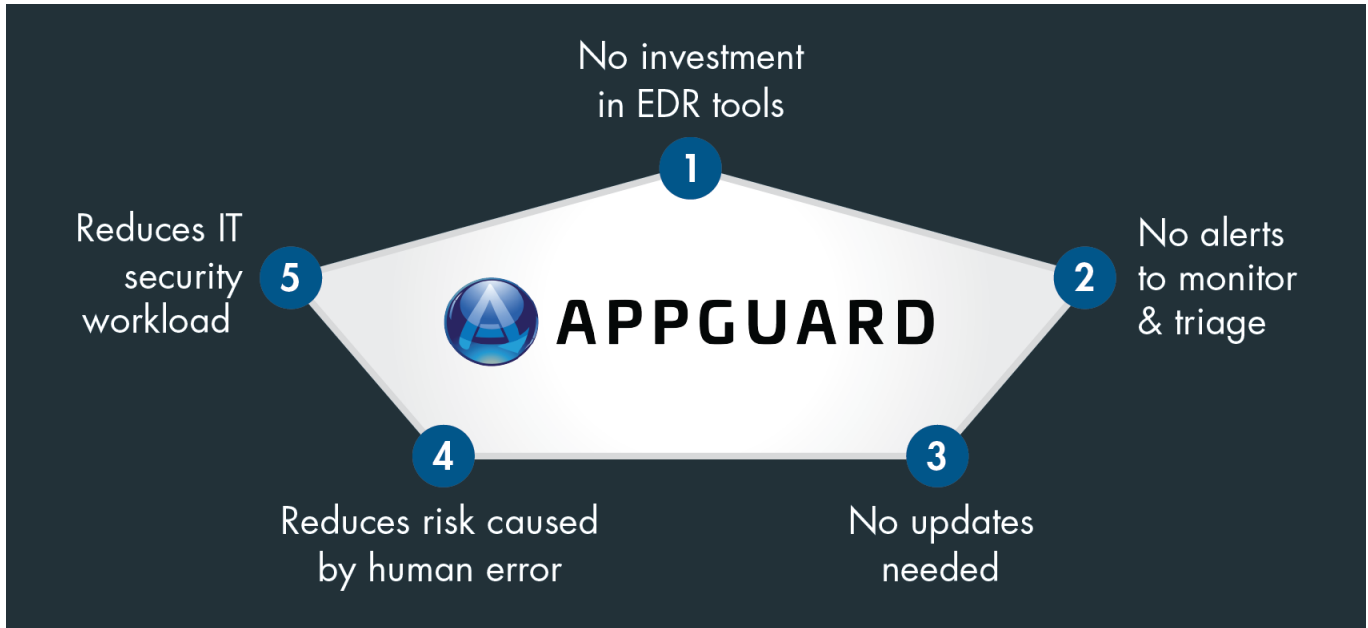 No investment
in EDR tools
1
Reduces IT
security
workload
5
2
No alerts
to monitor
& triage
APPGUARD
4
3
Reduces risk caused
by human error
No updates
needed